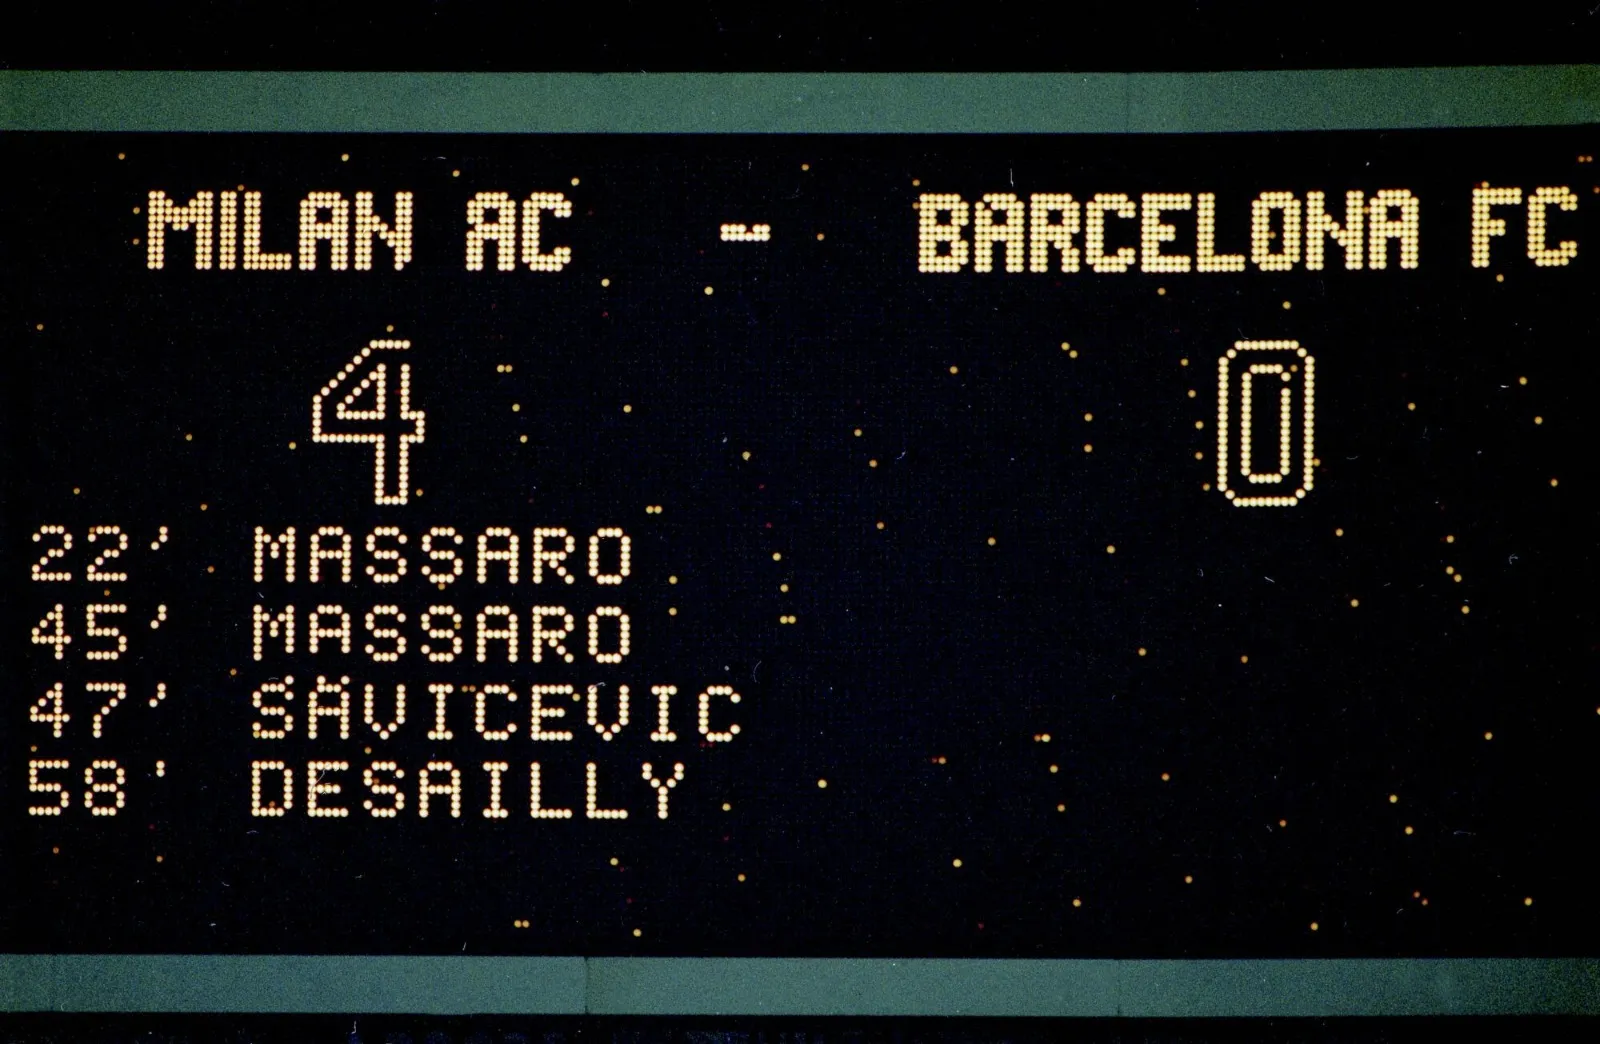 MILAN AC - BARCELONA FC
4 0
22' MASSARO
45' MASSARO
47' SAVICEVIC
58' DESAILLY